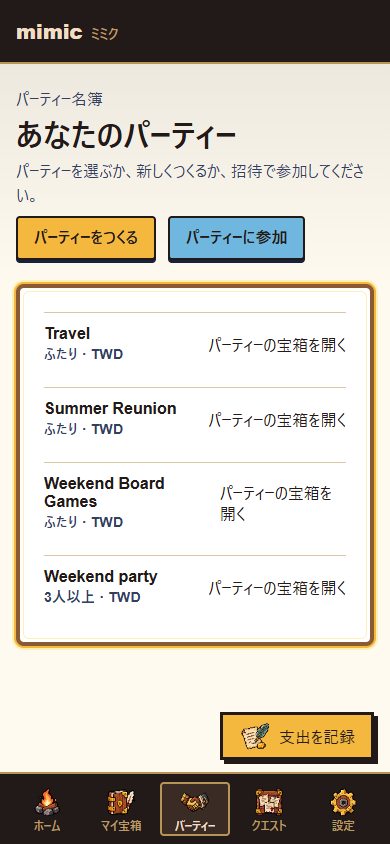 mimic ミミク
パーティー名簿
あなたのパーティー
パーティーを選ぶか、新しくつくるか、招待で参加してくださ
い。
パーティーをつくる
パーティーに参加
Travel
ふたり · TWD
パーティーの宝箱を開く
Summer Reunion
ふたり · TWD
パーティーの宝箱を開く
Weekend Board
Games
ふたり · TWD
パーティーの宝箱を
開く
Weekend party
3人以上 · TWD
パーティーの宝箱を開く
支出を記録
ホーム
マイ宝箱
パーティー
クエスト
設定